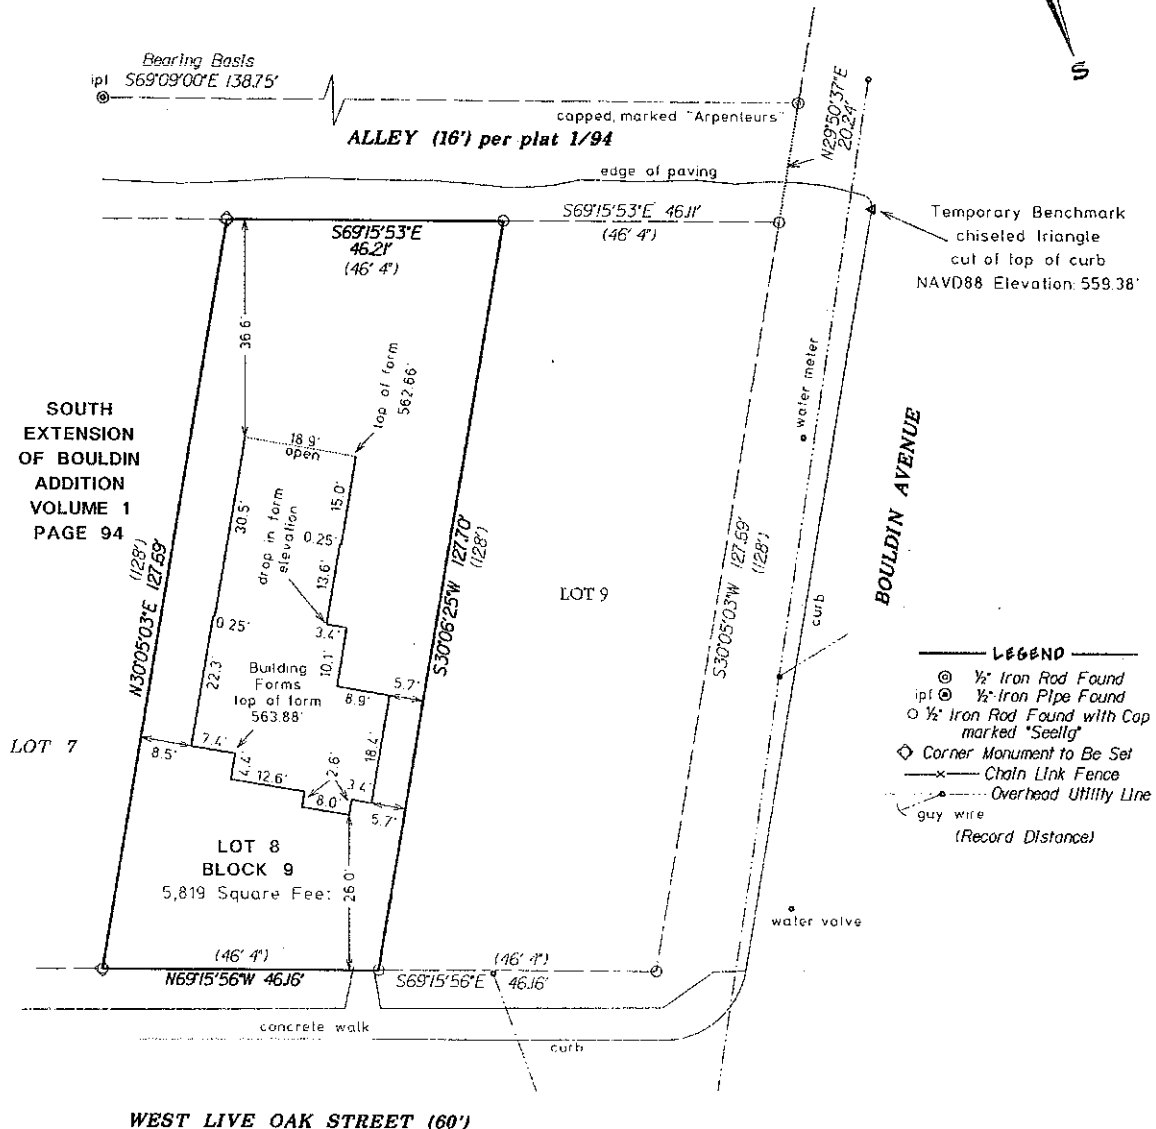 S
Bearing Basis
ipf S69°09'00"E 138.75'
capped, marked "Arpenteurs"
ALLEY (16') per plat 1/94
N29°50'37"E
20.24'
edge of paving
S69°15'53"E 46.11'
(46' 4")
S69°15'53"E
46.21'
(46' 4")
Temporary Benchmark
chiseled triangle
cut of top of curb
NAVD88 Elevation: 559.38'
36.6'
top of form
562.66'
water meter
SOUTH
EXTENSION
OF BOULDIN
ADDITION
VOLUME 1
PAGE 94
18.9'
open
BOULDIN AVENUE
30.5'
15.0'
drop in form
elevation
0.25'
13.6'
N30°05'03"E 127.69'
(128')
S30°06'25"W 127.70'
(128')
S30°05'03"W 127.69'
(128')
LOT 9
curb
0.25'
3.4'
10.1'
22.3'
Building
Forms
top of form
563.88'
5.7'
8.9'
LEGEND
½" Iron Rod Found
ipf ½" Iron Pipe Found
½" Iron Rod Found with Cap
marked "Seelig"
Corner Monument to Be Set
Chain Link Fence
Overhead Utility Line
guy wire
(Record Distance)
LOT 7
7.4'
8.5'
4.4'
12.6'
2.6'
18.4'
3.4'
8.0'
5.7'
LOT 8
BLOCK 9
5,819 Square Feet
26.0'
water valve
(46' 4")
N69°15'56"W 46.16'
(46' 4")
S69°15'56"E 46.16'
concrete walk
curb
WEST LIVE OAK STREET (60')